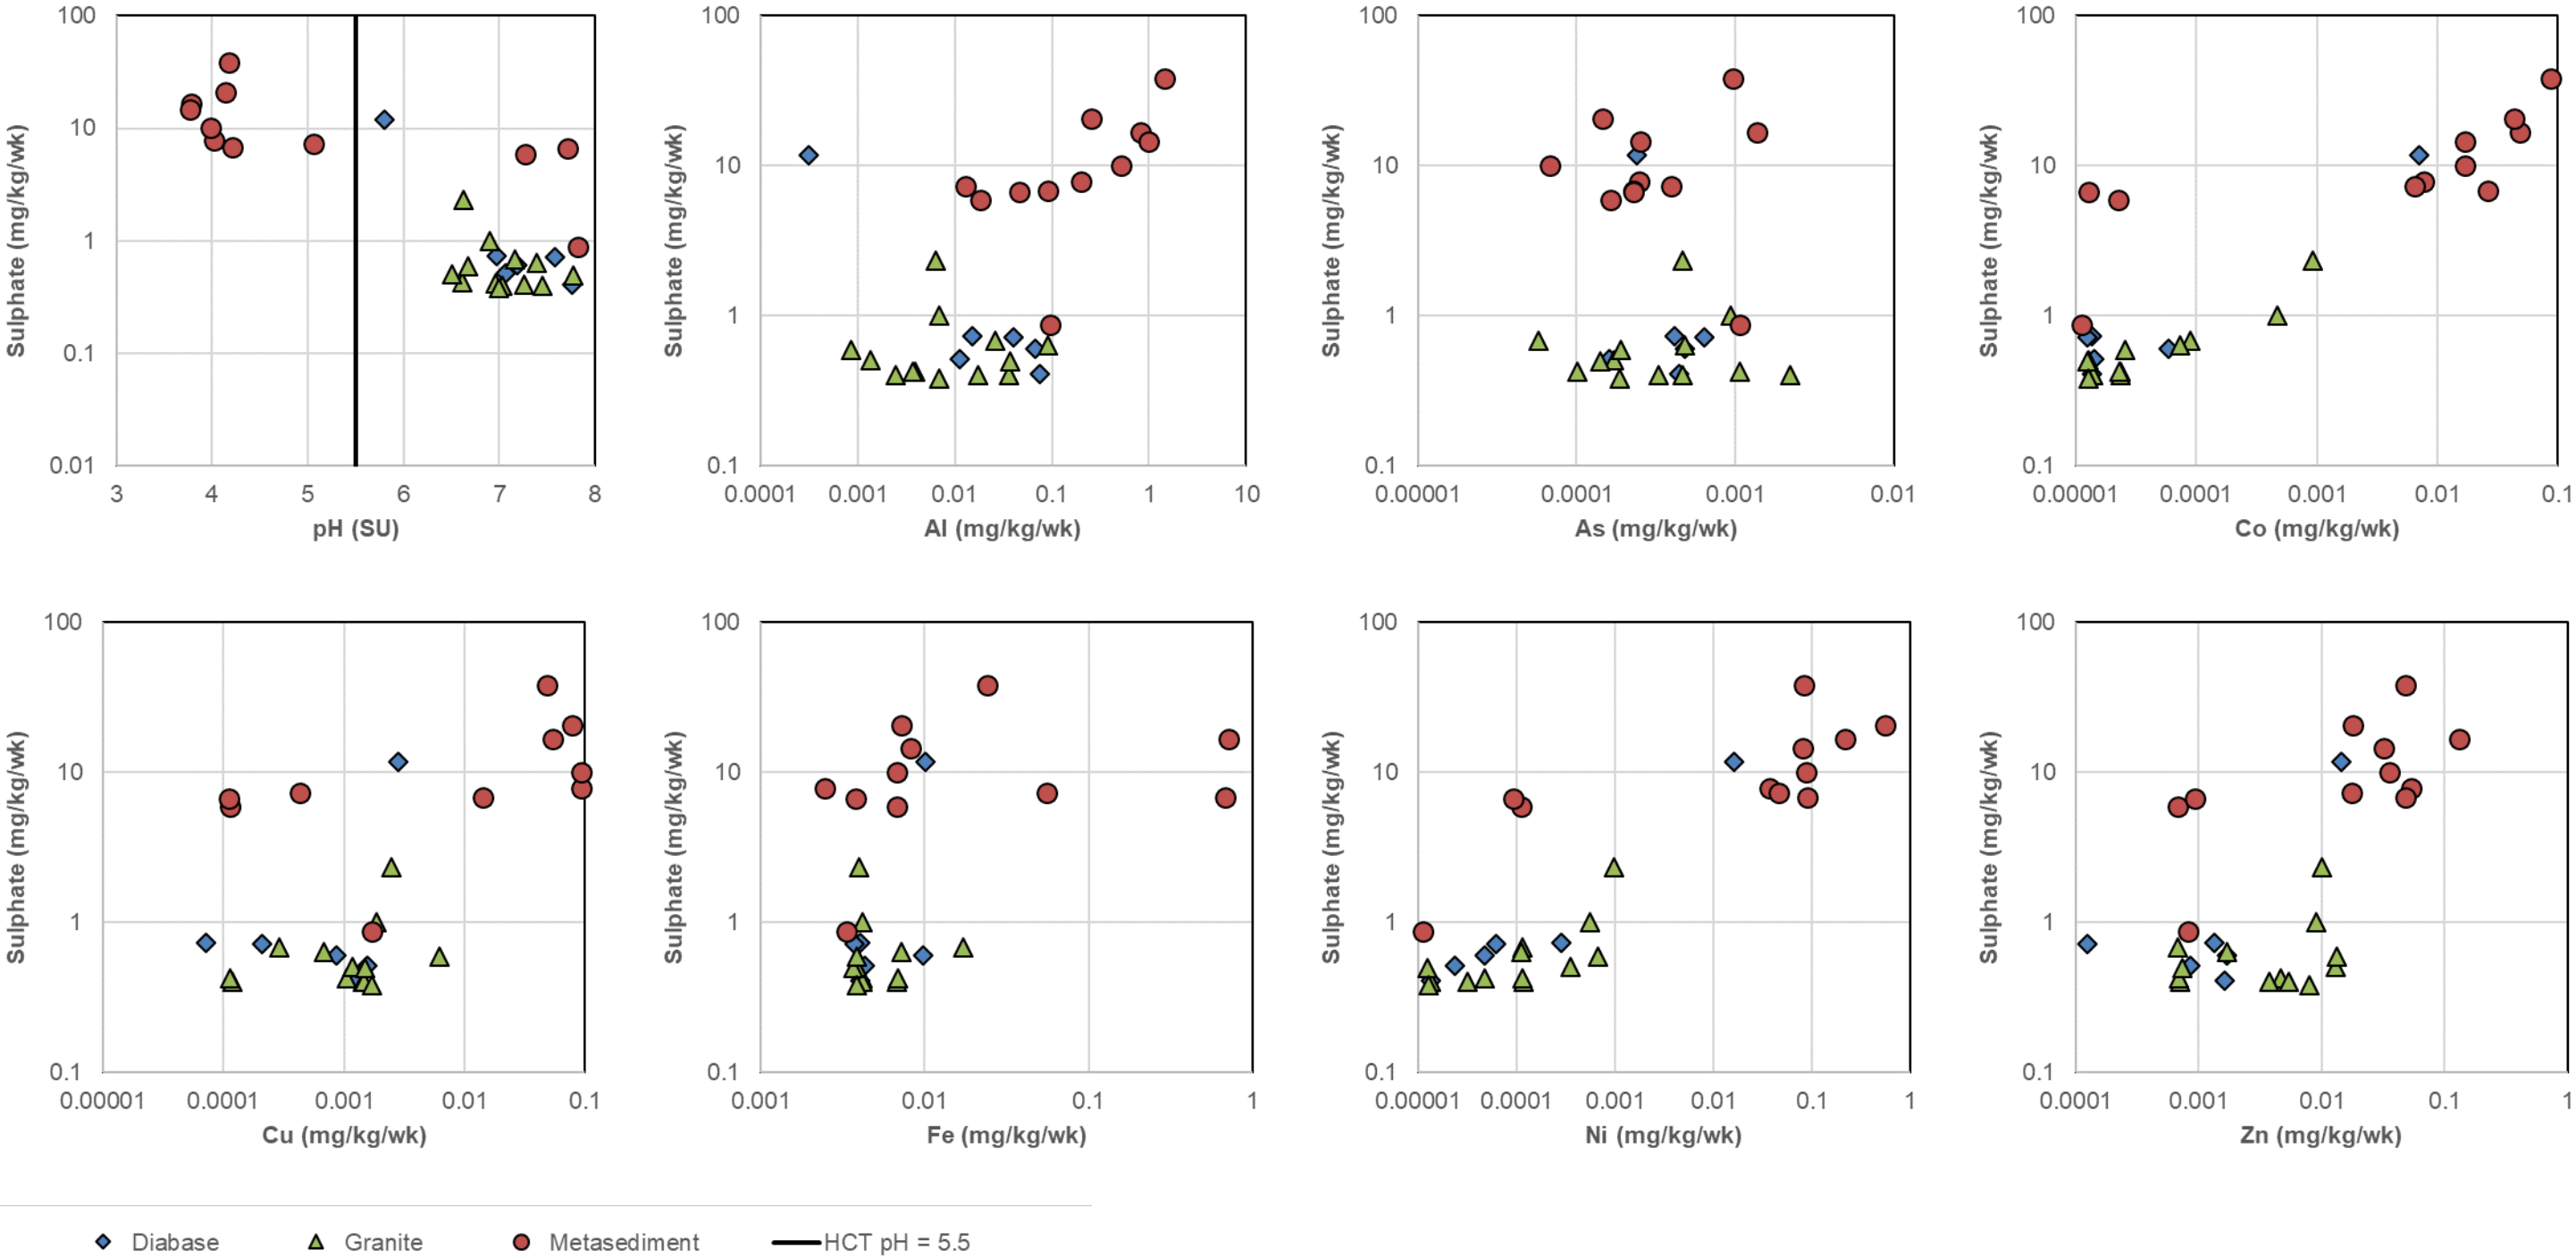 100
10
1
0.1
0.01
Sulphate (mg/kg/wk)
3 4 5 6 7 8
pH (SU)
100
10
1
0.1
Sulphate (mg/kg/wk)
0.0001 0.001 0.01 0.1 1 10
Al (mg/kg/wk)
100
10
1
0.1
Sulphate (mg/kg/wk)
0.00001 0.0001 0.001 0.01
As (mg/kg/wk)
100
10
1
0.1
Sulphate (mg/kg/wk)
0.00001 0.0001 0.001 0.01 0.1
Co (mg/kg/wk)
100
10
1
0.1
Sulphate (mg/kg/wk)
0.00001 0.0001 0.001 0.01 0.1
Cu (mg/kg/wk)
100
10
1
0.1
Sulphate (mg/kg/wk)
0.001 0.01 0.1 1
Fe (mg/kg/wk)
100
10
1
0.1
Sulphate (mg/kg/wk)
0.00001 0.0001 0.001 0.01 0.1 1
Ni (mg/kg/wk)
100
10
1
0.1
Sulphate (mg/kg/wk)
0.0001 0.001 0.01 0.1 1
Zn (mg/kg/wk)
Diabase Granite Metasediment HCT pH = 5.5